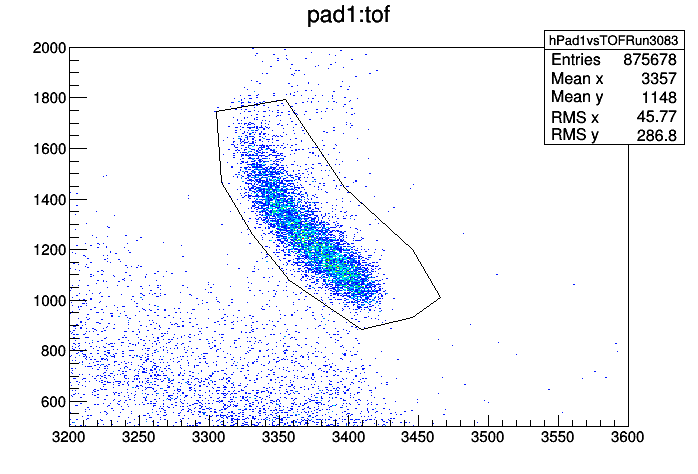 pad1:tof
hPad1vsTOFRun3083
Entries 875678
Mean x 3357
Mean y 1148
RMS x 45.77
RMS y 286.8
2000
1800
1600
1400
1200
1000
800
600
3200 3250 3300 3350 3400 3450 3500 3550 3600